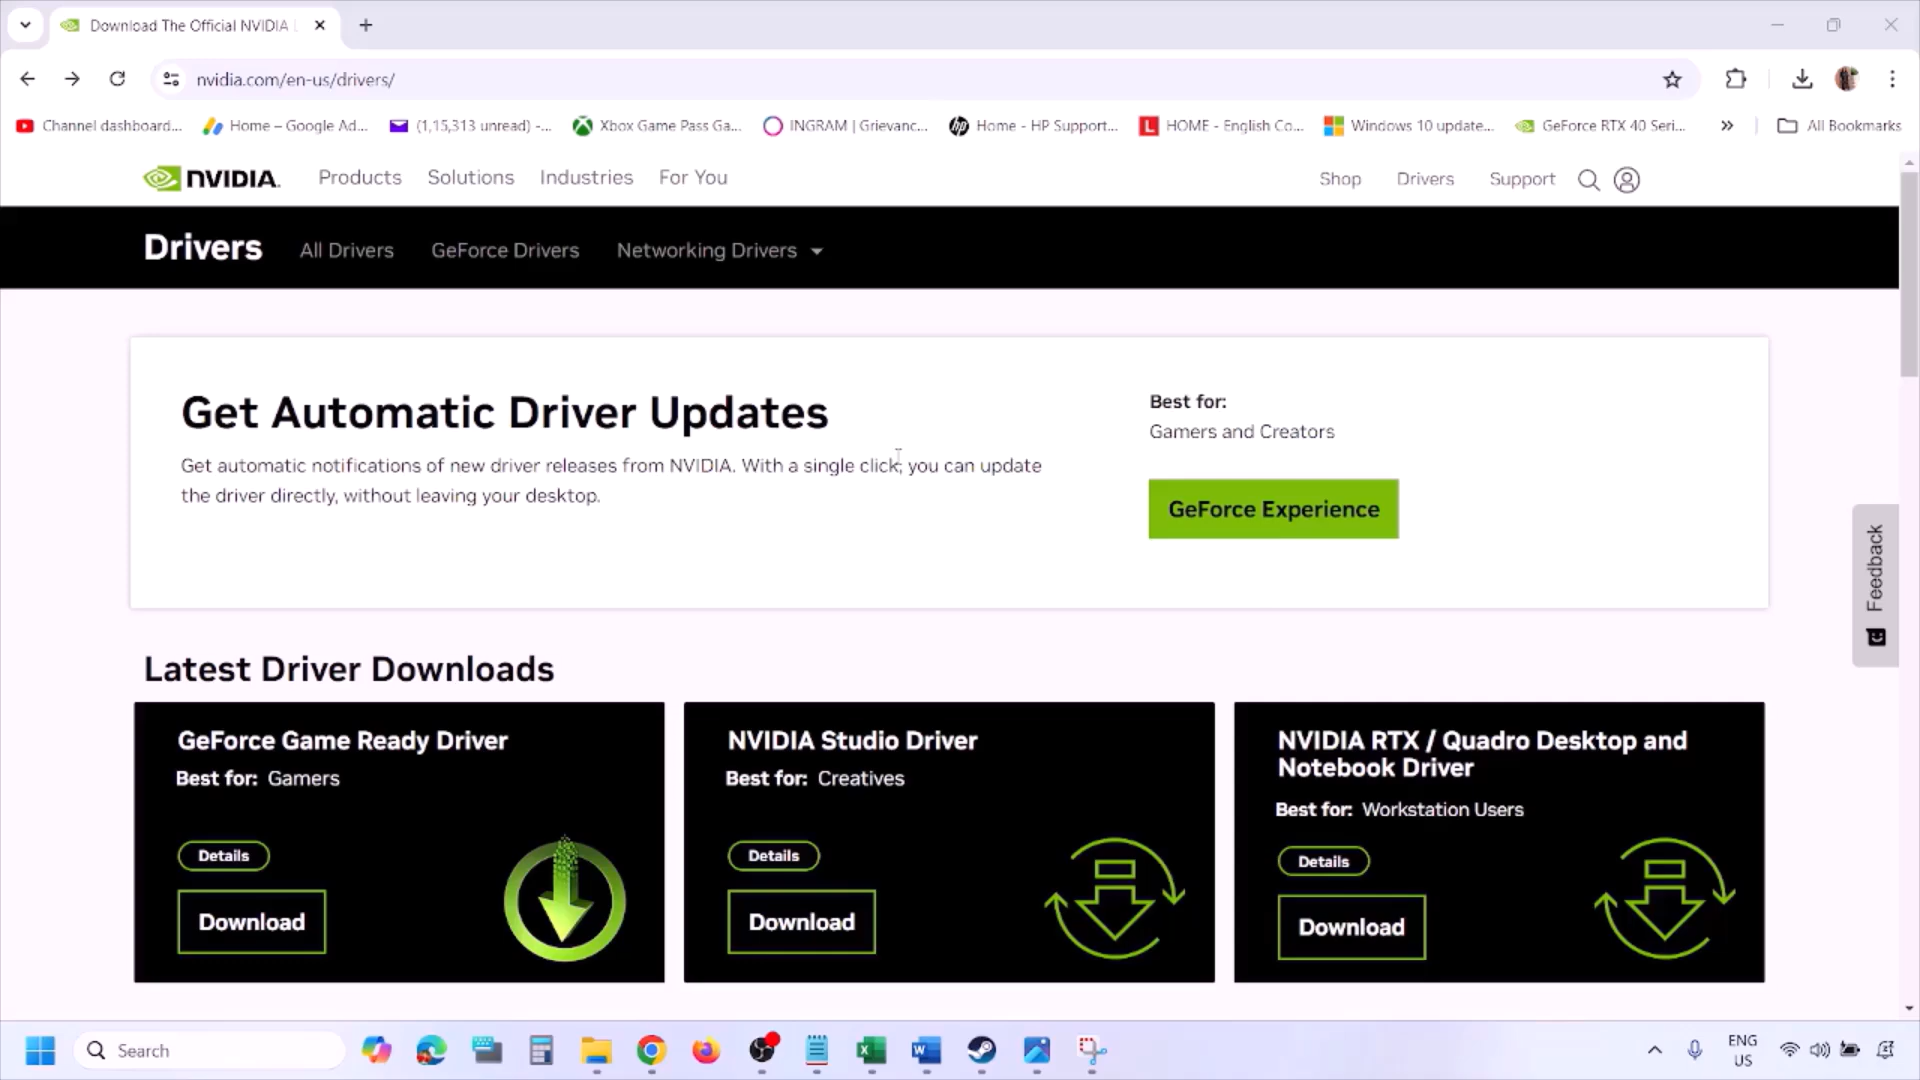 Download The Official NVIDIA
nvidia.com/en-us/drivers/
Channel dashboard... Home – Google Ad... (1,15,313 unread) -... Xbox Game Pass Ga... INGRAM | Grievanc... Home - HP Support... HOME - English Co... Windows 10 update... GeForce RTX 40 Seri... All Bookmarks
NVIDIA. Products Solutions Industries For You Shop Drivers Support
Drivers All Drivers GeForce Drivers Networking Drivers
Get Automatic Driver Updates
Get automatic notifications of new driver releases from NVIDIA. With a single click, you can update
the driver directly, without leaving your desktop.
Best for:
Gamers and Creators
GeForce Experience
Feedback
Latest Driver Downloads
GeForce Game Ready Driver
Best for: Gamers
Details
Download
NVIDIA Studio Driver
Best for: Creatives
Details
Download
NVIDIA RTX / Quadro Desktop and
Notebook Driver
Best for: Workstation Users
Details
Download
Search
ENG
US